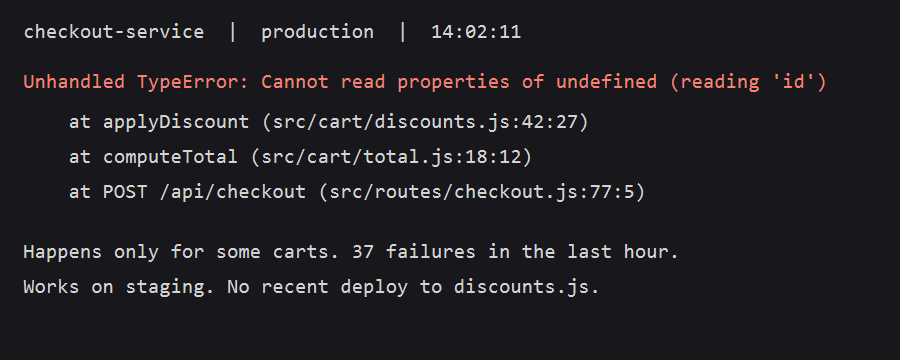 checkout-service | production | 14:02:11
Unhandled TypeError: Cannot read properties of undefined (reading 'id')
at applyDiscount (src/cart/discounts.js:42:27)
at computeTotal (src/cart/total.js:18:12)
at POST /api/checkout (src/routes/checkout.js:77:5)
Happens only for some carts. 37 failures in the last hour.
Works on staging. No recent deploy to discounts.js.